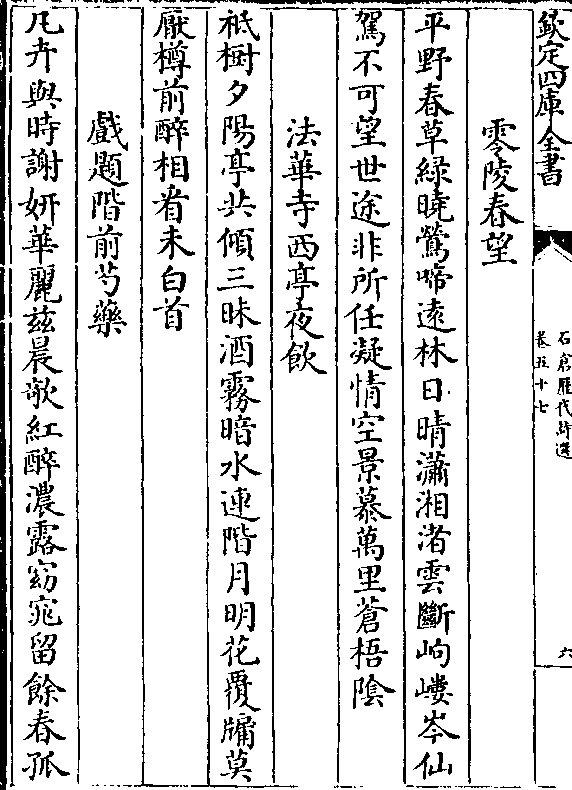 欽定四庫全書
石倉歷代詩選
卷五十七
六
零陵春望
平野春草綠曉鶯啼遠林日晴瀟湘渚雲斷岣嶁岑仙
駕不可望世途非所任凝情空景慕萬里蒼梧陰
法華寺西亭夜飲
祗樹夕陽亭共傾三昧酒霧暗水連階月明花覆牖莫
厭樽前醉相看未白首
戲題階前芍藥
凡卉與時謝妍華麗兹晨欹紅醉濃露窈窕留餘春孤